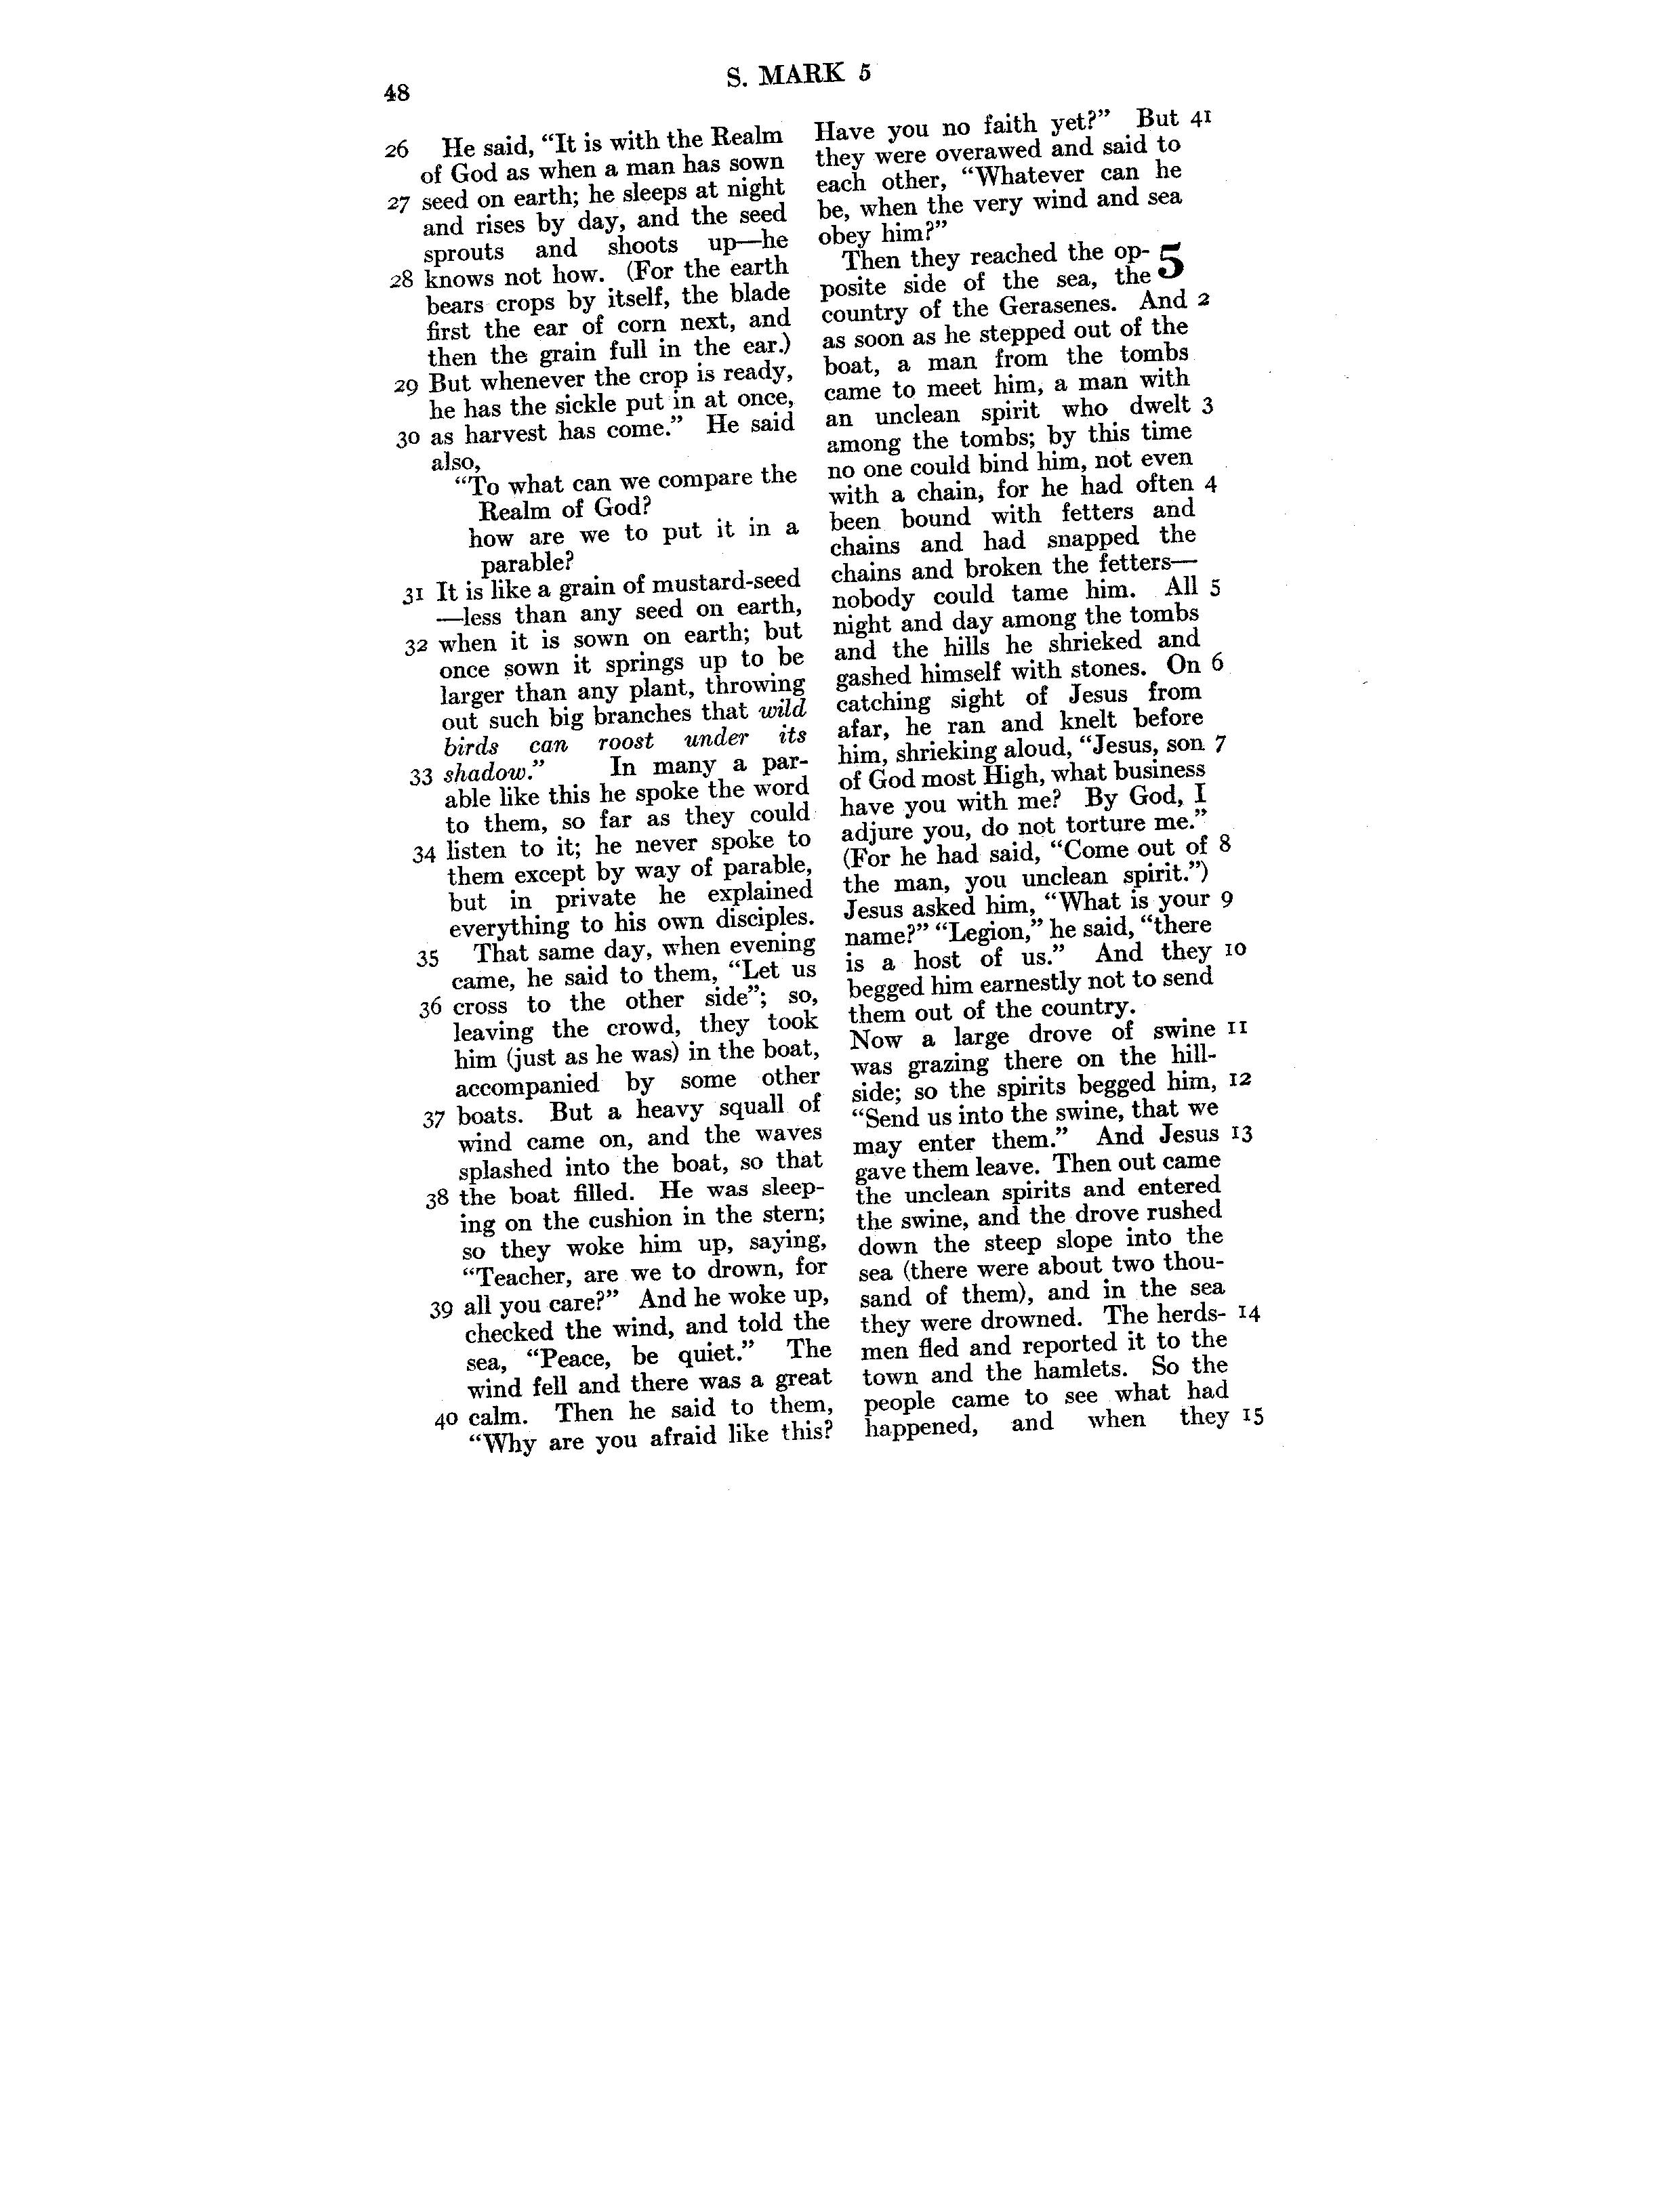 48
S. MARK 5
26 He said, “It is with the Realm
of God as when a man has sown
27 seed on earth; he sleeps at night
and rises by day, and the seed
sprouts and shoots up—he
28 knows not how. (For the earth
bears crops by itself, the blade
first the ear of corn next, and
then the grain full in the ear.)
29 But whenever the crop is ready,
he has the sickle put in at once,
30 as harvest has come.” He said
also,
“To what can we compare the
Realm of God?
how are we to put it in a
parable?
31 It is like a grain of mustard-seed
—less than any seed on earth,
32 when it is sown on earth; but
once sown it springs up to be
larger than any plant, throwing
out such big branches that wild
birds can roost under its
33 shadow.” In many a par-
able like this he spoke the word
to them, so far as they could
34 listen to it; he never spoke to
them except by way of parable,
but in private he explained
everything to his own disciples.
35 That same day, when evening
came, he said to them, “Let us
36 cross to the other side”; so,
leaving the crowd, they took
him (just as he was) in the boat,
accompanied by some other
37 boats. But a heavy squall of
wind came on, and the waves
splashed into the boat, so that
38 the boat filled. He was sleep-
ing on the cushion in the stern;
so they woke him up, saying,
“Teacher, are we to drown, for
39 all you care?” And he woke up,
checked the wind, and told the
sea, “Peace, be quiet.” The
wind fell and there was a great
40 calm. Then he said to them,
“Why are you afraid like this?
Have you no faith yet?” But 41
they were overawed and said to
each other, “Whatever can he
be, when the very wind and sea
obey him?”
Then they reached the op- 5
posite side of the sea, the
country of the Gerasenes. And 2
as soon as he stepped out of the
boat, a man from the tombs
came to meet him, a man with
an unclean spirit who dwelt 3
among the tombs; by this time
no one could bind him, not even
with a chain, for he had often 4
been bound with fetters and
chains and had snapped the
chains and broken the fetters—
nobody could tame him. All 5
night and day among the tombs
and the hills he shrieked and
gashed himself with stones. On 6
catching sight of Jesus from
afar, he ran and knelt before
him, shrieking aloud, “Jesus, son 7
of God most High, what business
have you with me? By God, I
adjure you, do not torture me.”
(For he had said, “Come out of 8
the man, you unclean spirit.”)
Jesus asked him, “What is your 9
name?” “Legion,” he said, “there
is a host of us.” And they 10
begged him earnestly not to send
them out of the country.
Now a large drove of swine 11
was grazing there on the hill-
side; so the spirits begged him, 12
“Send us into the swine, that we
may enter them.” And Jesus 13
gave them leave. Then out came
the unclean spirits and entered
the swine, and the drove rushed
down the steep slope into the
sea (there were about two thou-
sand of them), and in the sea
they were drowned. The herds- 14
men fled and reported it to the
town and the hamlets. So the
people came to see what had
happened, and when they 15